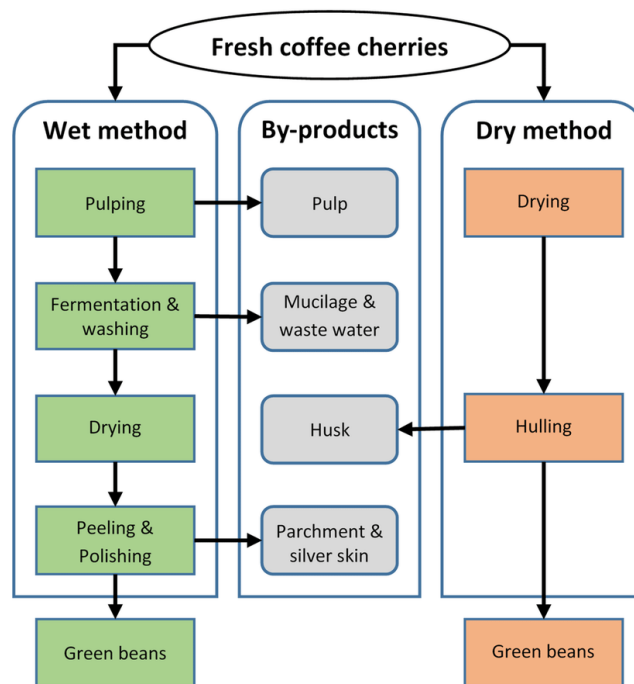 Fresh coffee cherries
Wet method
By-products
Dry method
Pulping
Pulp
Drying
Fermentation &
washing
Mucilage &
waste water
Drying
Husk
Hulling
Peeling &
Polishing
Parchment &
silver skin
Green beans
Green beans